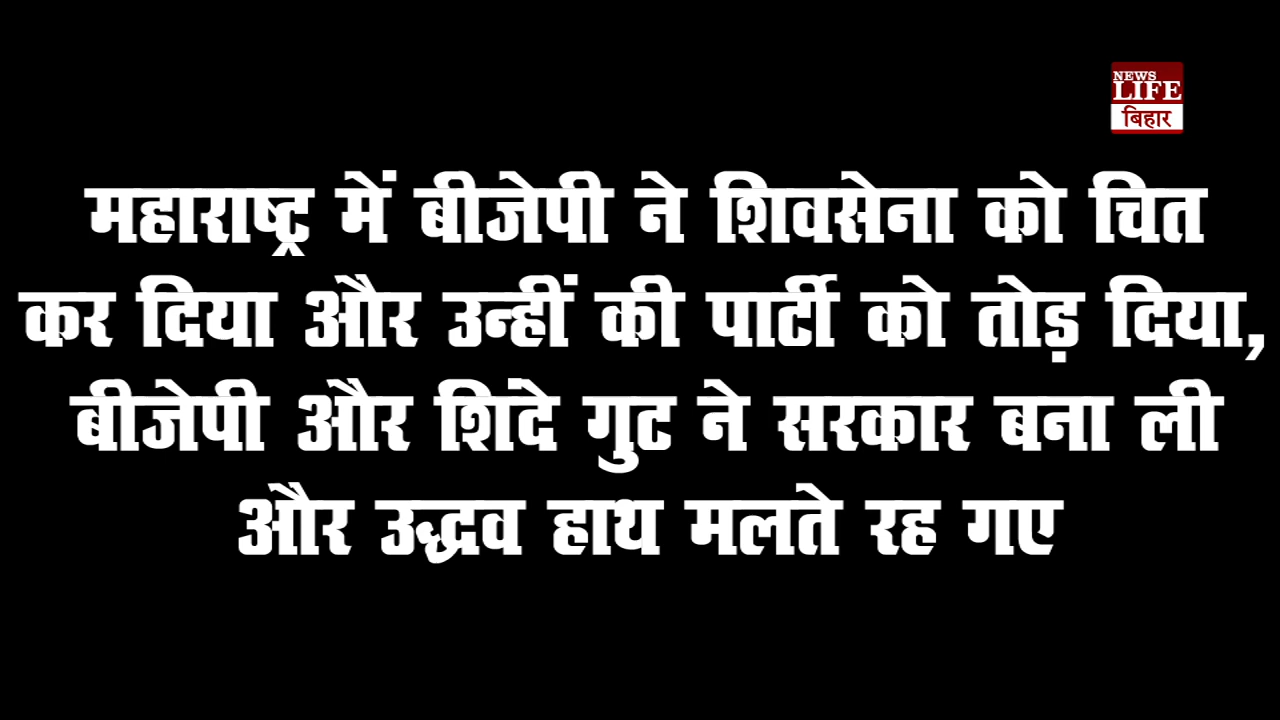 NEWS
LIFE
बिहार
महाराष्ट्र में बीजेपी ने शिवसेना को चित
कर दिया और उन्हीं की पार्टी को तोड़ दिया,
बीजेपी और शिंदे गुट ने सरकार बना ली
और उद्धव हाथ मलते रह गए